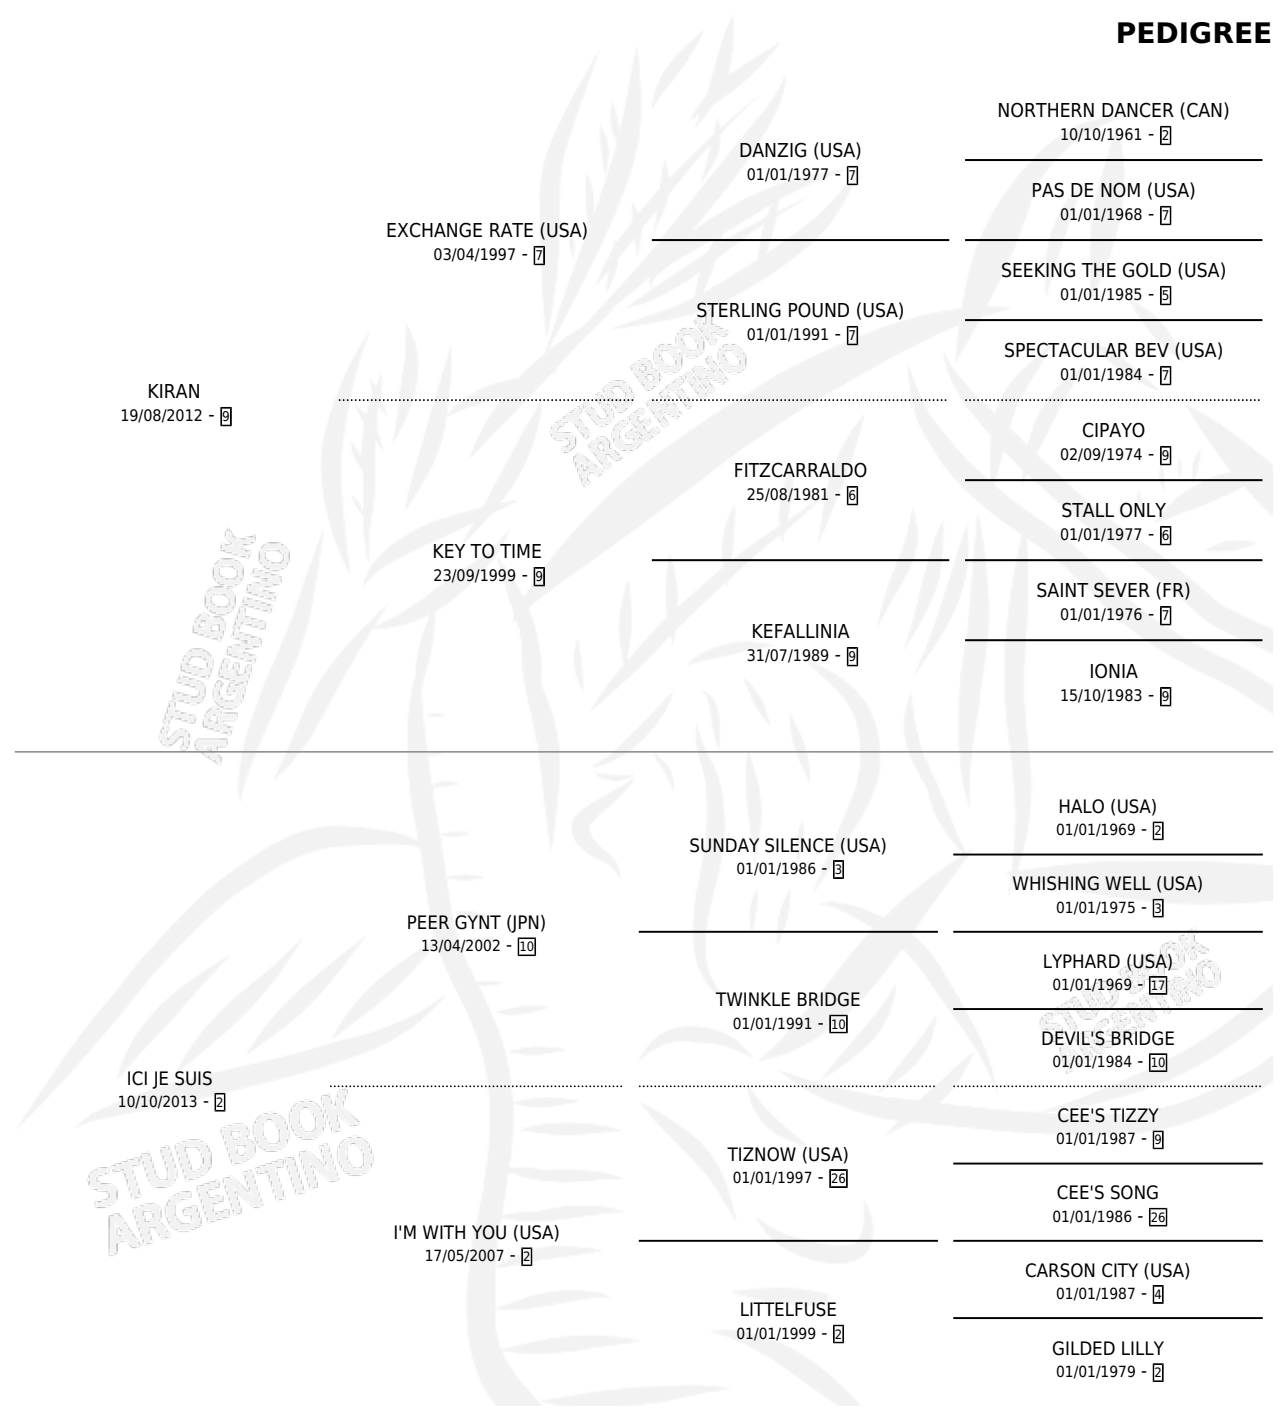 PEDIGREE
NORTHERN DANCER (CAN)
10/10/1961 - 2
DANZIG (USA)
01/01/1977 - 7
PAS DE NOM (USA)
01/01/1968 - 7
EXCHANGE RATE (USA)
03/04/1997 - 7
SEEKING THE GOLD (USA)
01/01/1985 - 5
STERLING POUND (USA)
01/01/1991 - 7
SPECTACULAR BEV (USA)
01/01/1984 - 7
KIRAN
19/08/2012 - 9
STUD BOOK
ARGENTINO
CIPAYO
02/09/1974 - 9
FITZCARRALDO
25/08/1981 - 6
STALL ONLY
01/01/1977 - 6
KEY TO TIME
23/09/1999 - 9
SAINT SEVER (FR)
01/01/1976 - 7
KEFALLINIA
31/07/1989 - 9
IONIA
15/10/1983 - 9
STUD BOOK
ARGENTINO
HALO (USA)
01/01/1969 - 2
SUNDAY SILENCE (USA)
01/01/1986 - 3
WHISHING WELL (USA)
01/01/1975 - 3
PEER GYNT (JPN)
13/04/2002 - 10
LYPHARD (USA)
01/01/1969 - 17
TWINKLE BRIDGE
01/01/1991 - 10
STUD BOOK
ARGENTINO
DEVIL'S BRIDGE
01/01/1984 - 10
ICI JE SUIS
10/10/2013 - 2
STUD BOOK
ARGENTINO
CEE'S TIZZY
01/01/1987 - 9
TIZNOW (USA)
01/01/1997 - 26
CEE'S SONG
01/01/1986 - 26
I'M WITH YOU (USA)
17/05/2007 - 2
CARSON CITY (USA)
01/01/1987 - 4
LITTELFUSE
01/01/1999 - 2
GILDED LILLY
01/01/1979 - 2